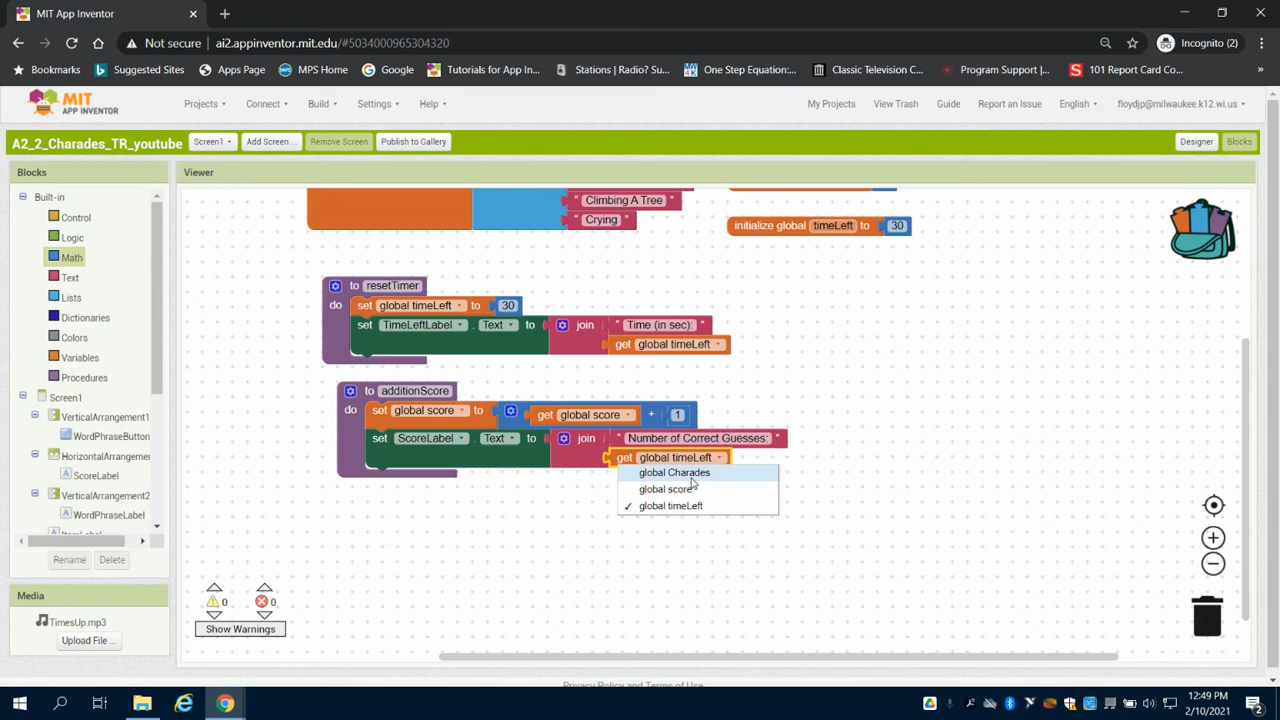 MIT App Inventor
Not secure | ai2.appinventor.mit.edu/#5034000965304320
Incognito (2)
Bookmarks
Suggested Sites
Apps Page
MPS Home
Google
Tutorials for App In...
Stations | Radio? Su...
One Step Equation:...
Classic Television C...
Program Support |...
101 Report Card Co...
»
MIT
APP INVENTOR
Projects
Connect
Build
Settings
Help
My Projects
View Trash
Guide
Report an Issue
English
floydjp@milwaukee.k12.wi.us
A2_2_Charades_TR_youtube
Screen1
Add Screen ...
Remove Screen
Publish to Gallery
Designer
Blocks
Blocks
Built-in
Control
Logic
Math
Text
Lists
Dictionaries
Colors
Variables
Procedures
Screen1
VerticalArrangement1
WordPhraseButton
HorizontalArrangemen
ScoreLabel
VerticalArrangement2
WordPhraseLabel
Rename
Delete
Media
TimesUp.mp3
Upload File ...
Viewer
" Climbing A Tree "
" Crying "
initialize global timeLeft to 30
to resetTimer
do set global timeLeft to 30
set TimeLeftLabel . Text to join " Time (in sec): "
get global timeLeft
to additionScore
do set global score to get global score + 1
set ScoreLabel . Text to join " Number of Correct Guesses: "
get global timeLeft
global Charades
global score
✓ global timeLeft
0
0
Show Warnings
Privacy Policy and Terms of Use
12:49 PM
2/10/2021
2